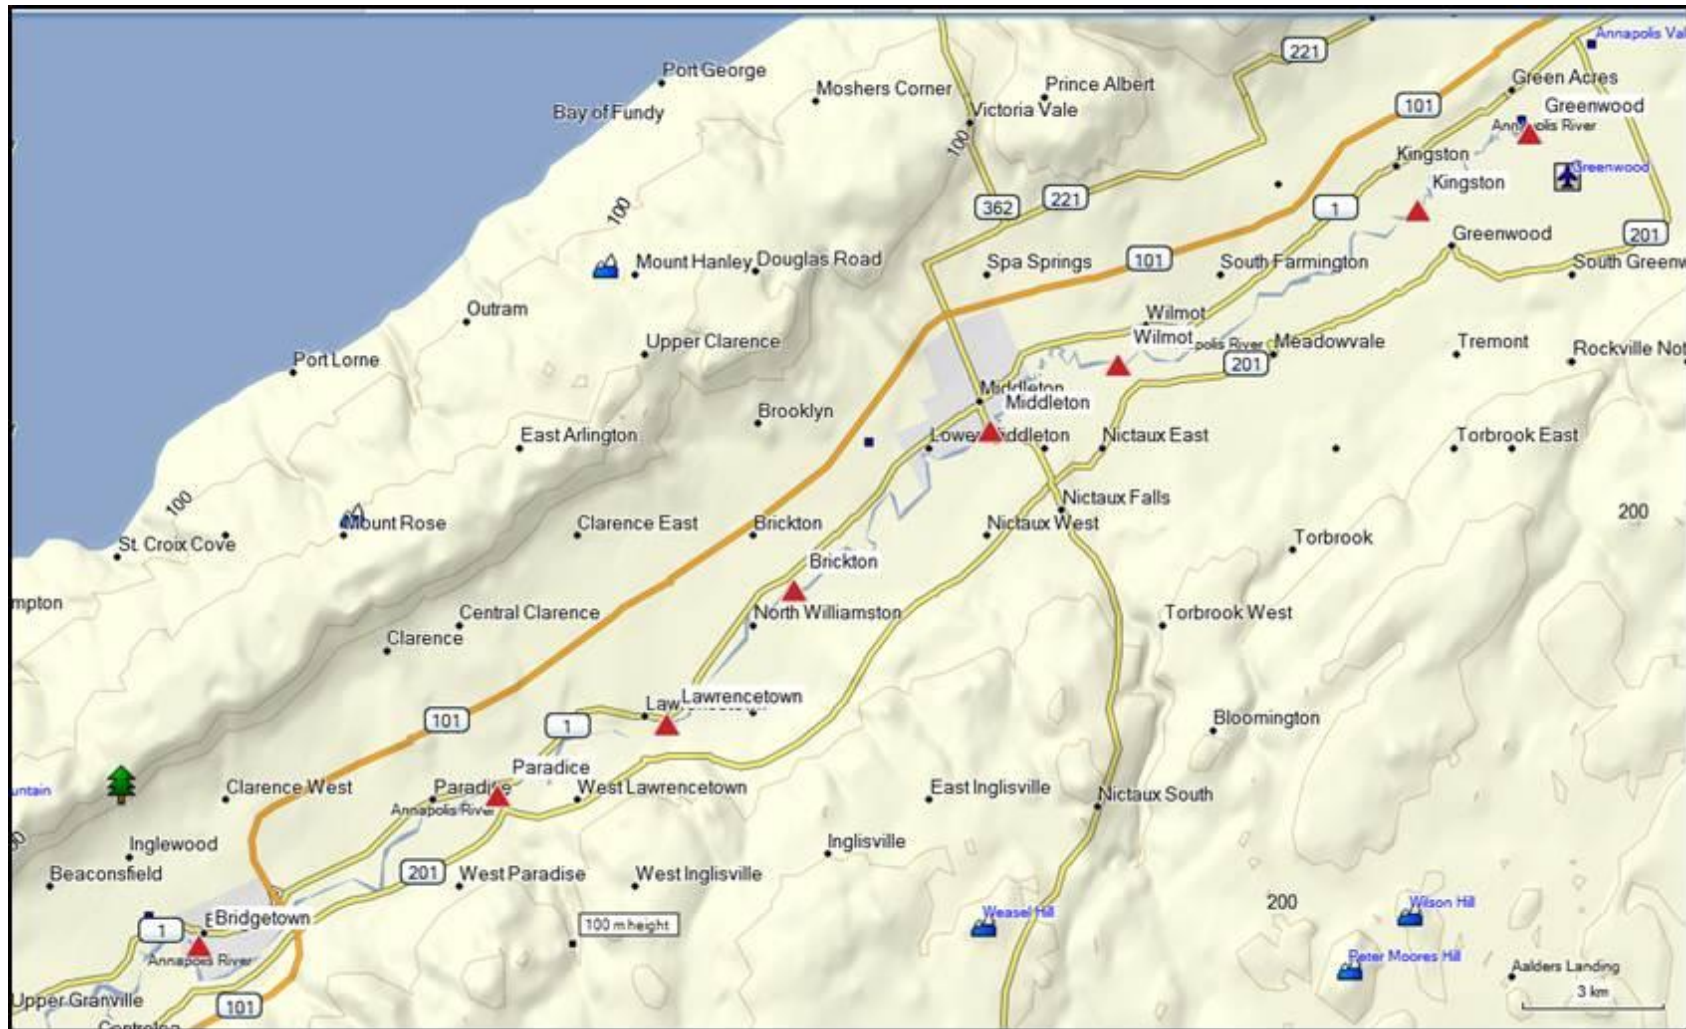 221
Annapolis Val
Port George
Green Acres
Prince Albert
Moshers Corner
101
Greenwood
Bay of Fundy
Victoria Vale
Annapolis River
100
Kingston
Greenwood
Kingston
221
362
1
100
Greenwood
201
101
Mount Hanley
Douglas Road
Spa Springs
South Farmington
South Greenw
Outram
Wilmot
Wilmot
Upper Clarence
polis River
Meadowvale
Tremont
Rockville Not
Port Lorne
201
Middleton
Middleton
Brooklyn
East Arlington
Lower Middleton
Nictaux East
Torbrook East
100
Nictaux Falls
200
Mount Rose
Clarence East
Brickton
Nictaux West
St. Croix Cove
Torbrook
Brickton
mpton
Central Clarence
North Williamston
Torbrook West
Clarence
Lawrencetown
Lawrencetown
101
1
Bloomington
Paradice
untain
Clarence West
Paradise
West Lawrencetown
East Inglisville
Nictaux South
Annapolis River
Inglewood
Inglisville
Beaconsfield
201
West Paradise
West Inglisville
200
Wilson Hill
Bridgetown
Weasel Hill
100 m height
1
Annapolis River
Peter Moores Hill
Aalders Landing
Upper Granville
101
3 km